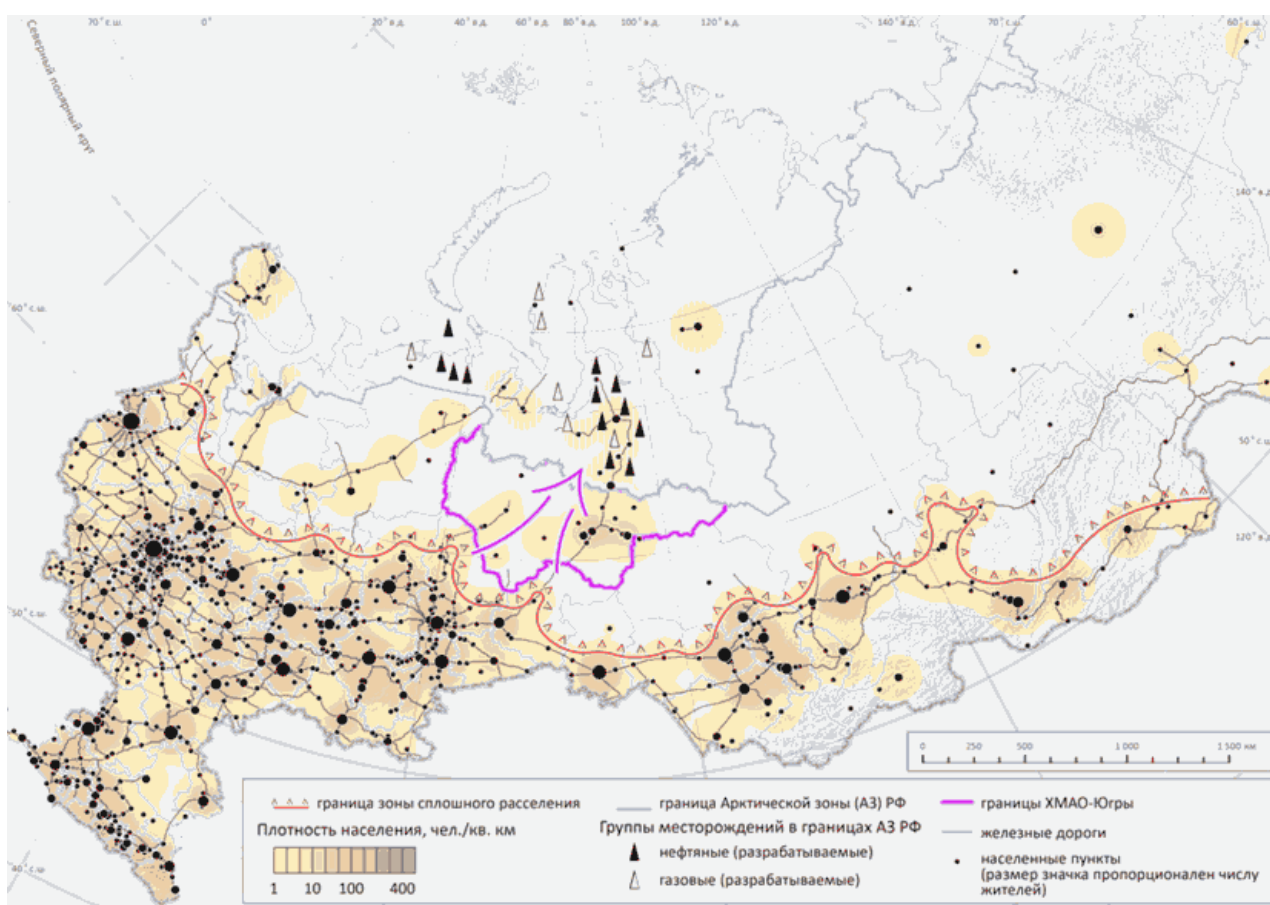 70° с.ш.
0°
20° в.д.
40° в.д.
60° в.д.
80° в.д.
100° в.д.
120° в.д.
140° в.д.
70° с.ш.
60° с.ш.
Северный полярный круг
140° в.д.
60° с.ш.
50° с.ш.
120° в.д.
50° с.ш.
40° с.ш.
0 250 500 1 000 1 500 км
граница зоны сплошного расселения
Плотность населения, чел./кв. км
1 10 100 400
граница Арктической зоны (АЗ) РФ
Группы месторождений в границах АЗ РФ
нефтяные (разрабатываемые)
газовые (разрабатываемые)
границы ХМАО-Югры
железные дороги
населенные пункты
(размер значка пропорционален числу
жителей)